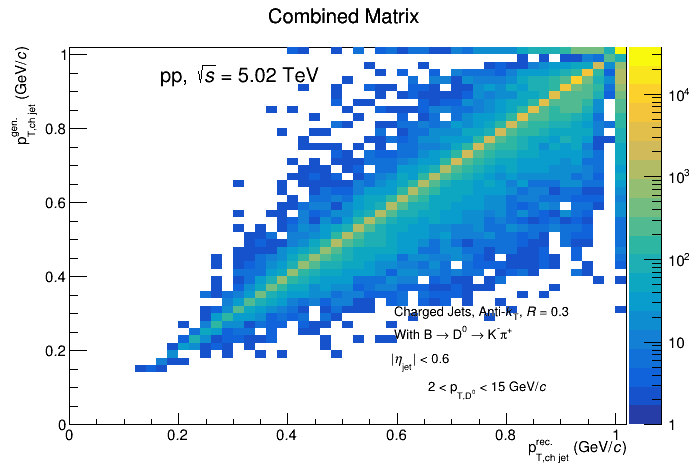 Combined Matrix
p^gen._T,ch jet (GeV/c)
pp, √s = 5.02 TeV
1
0.8
0.6
0.4
0.2
0
0
0.2
0.4
0.6
0.8
1
10^4
10^3
10^2
10
1
Charged Jets, Anti-k_T, R = 0.3
With B → D^0 → K^-π^+
|η_jet| < 0.6
2 < p_T,D^0 < 15 GeV/c
p^rec._T,ch jet (GeV/c)